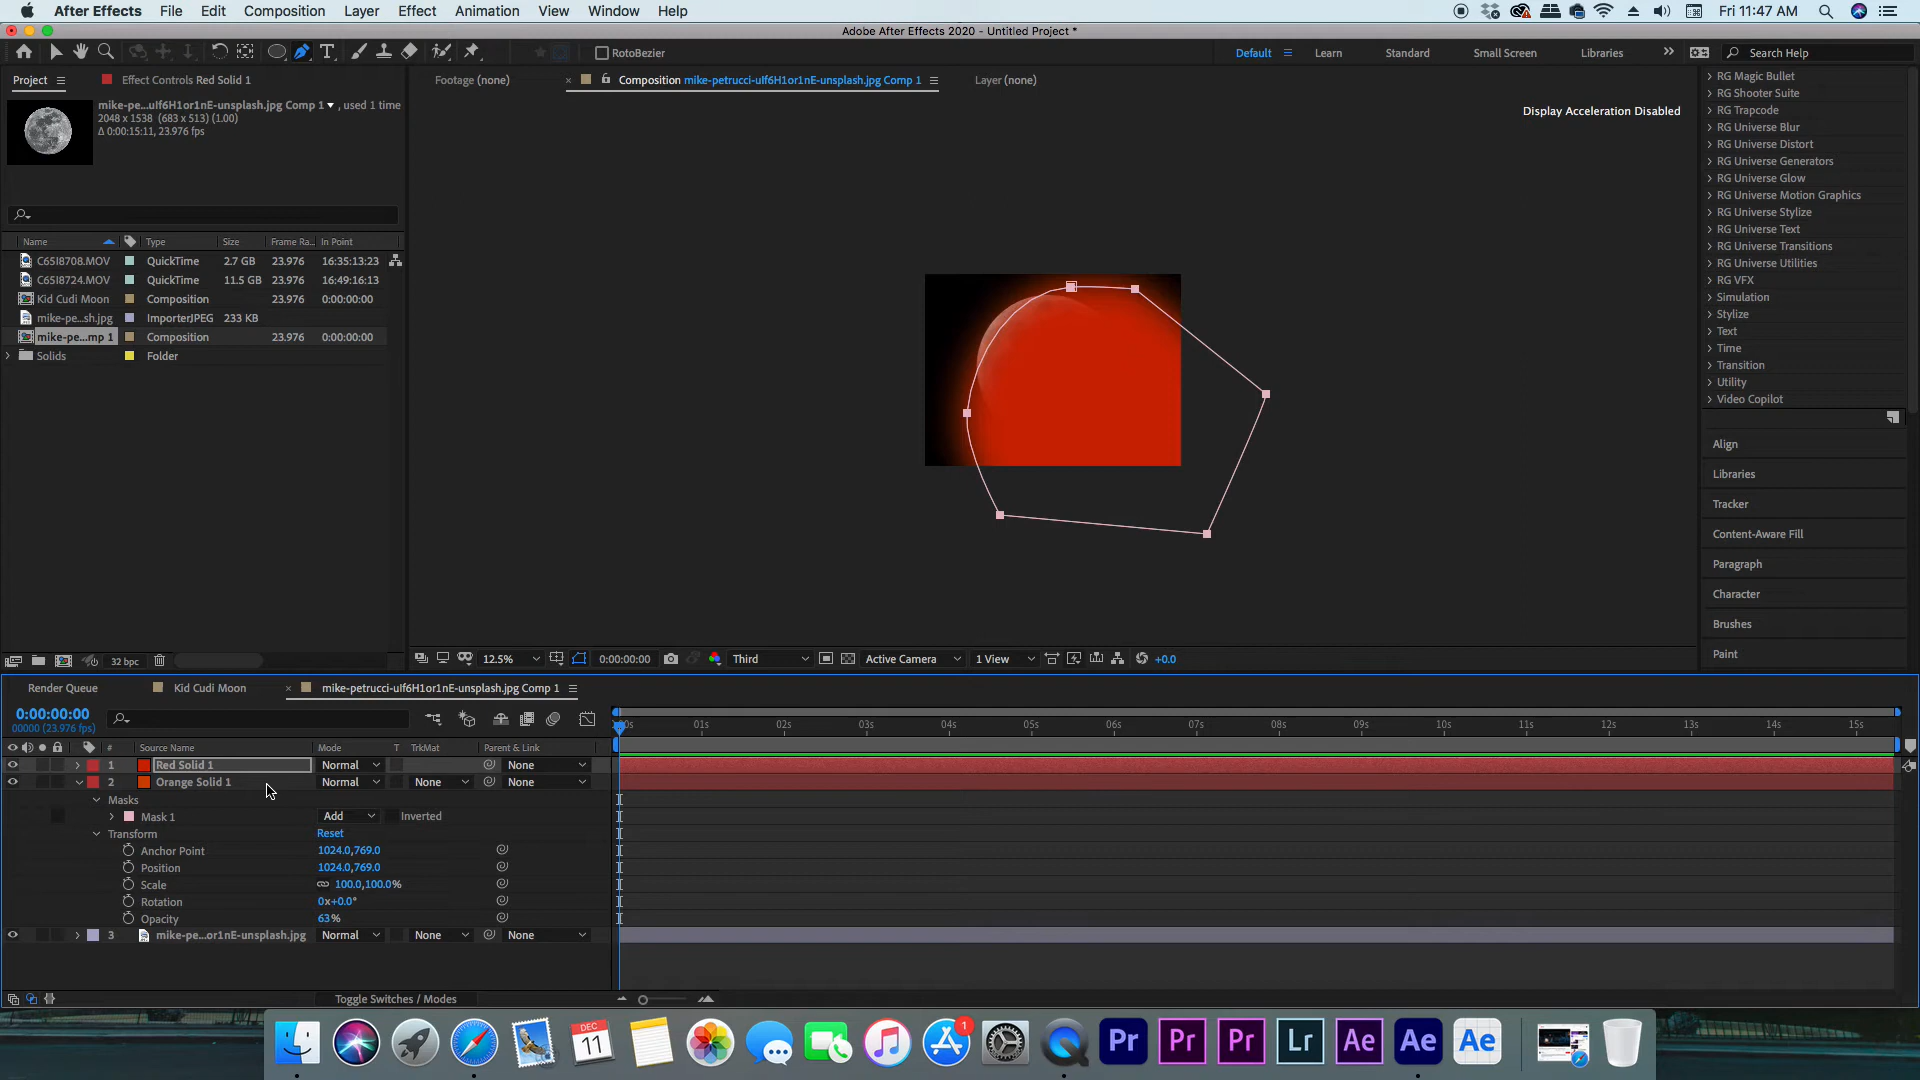 After Effects File Edit Composition Layer Effect Animation View Window Help Fri 11:47 AM
Adobe After Effects 2020 - Untitled Project *
RotoBezier Default Learn Standard Small Screen Libraries Search Help
Project Effect Controls Red Solid 1 Footage (none) Composition mike-petrucci-uIf6H1or1nE-unsplash.jpg Comp 1 Layer (none)
mike-pe...uIf6H1or1nE-unsplash.jpg Comp 1 , used 1 time
2048 x 1538 (683 x 513) (1.00)
Δ 0:00:15:11, 23.976 fps
Display Acceleration Disabled
Name Type Size Frame Ra... In Point
C65I8708.MOV QuickTime 2.7 GB 23.976 16:35:13:23
C65I8724.MOV QuickTime 11.5 GB 23.976 16:49:16:13
Kid Cudi Moon Composition 23.976 0:00:00:00
mike-pe...sh.jpg ImporterJPEG 233 KB
mike-pe...mp 1 Composition 23.976 0:00:00:00
Solids Folder
RG Magic Bullet
RG Shooter Suite
RG Trapcode
RG Universe Blur
RG Universe Distort
RG Universe Generators
RG Universe Glow
RG Universe Motion Graphics
RG Universe Stylize
RG Universe Text
RG Universe Transitions
RG Universe Utilities
RG VFX
Simulation
Stylize
Text
Time
Transition
Utility
Video Copilot
Align
Libraries
Tracker
Content-Aware Fill
Paragraph
Character
Brushes
Paint
32 bpc 12.5% 0:00:00:00 Third Active Camera 1 View +0.0
Render Queue Kid Cudi Moon mike-petrucci-uIf6H1or1nE-unsplash.jpg Comp 1
0:00:00:00
00000 (23.976 fps)
:00s 01s 02s 03s 04s 05s 06s 07s 08s 09s 10s 11s 12s 13s 14s 15s
# Source Name Mode T TrkMat Parent & Link
1 Red Solid 1 Normal None
2 Orange Solid 1 Normal None None
Masks
Mask 1 Add Inverted
Transform Reset
Anchor Point 1024.0,769.0
Position 1024.0,769.0
Scale 100.0,100.0%
Rotation 0x+0.0°
Opacity 63%
3 mike-pe...or1nE-unsplash.jpg Normal None None
Toggle Switches / Modes
DEC
11
1
Pr Pr Pr Lr Ae Ae Ae